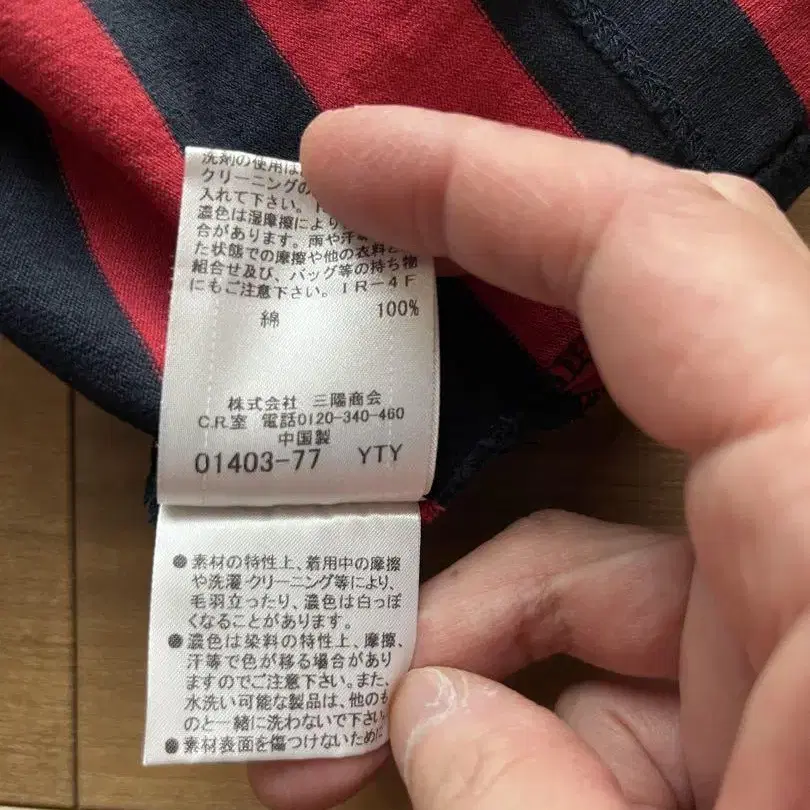 洗剤の使用は
クリーニングの
入れて下さい。
濃色は湿摩擦により
合があります。雨や汗
た状態での摩擦や他の衣料と
組合せ及び、バッグ等の持ち物
にもご注意下さい。IR-4F
綿 100%
株式会社 三陽商会
C.R.室 電話0120-340-460
中国製
01403-77 YTY
●素材の特性上、着用中の摩擦
や洗濯・クリーニング等により、
毛羽立ったり、濃色は白っぽ
くなることがあります。
●濃色は染料の特性上、摩擦、
汗等で色が移る場合があり
ますのでご注意下さい。また、
水洗い可能な製品は、他のも
のと一緒に洗わないで下さい
●素材表面を傷つけないために